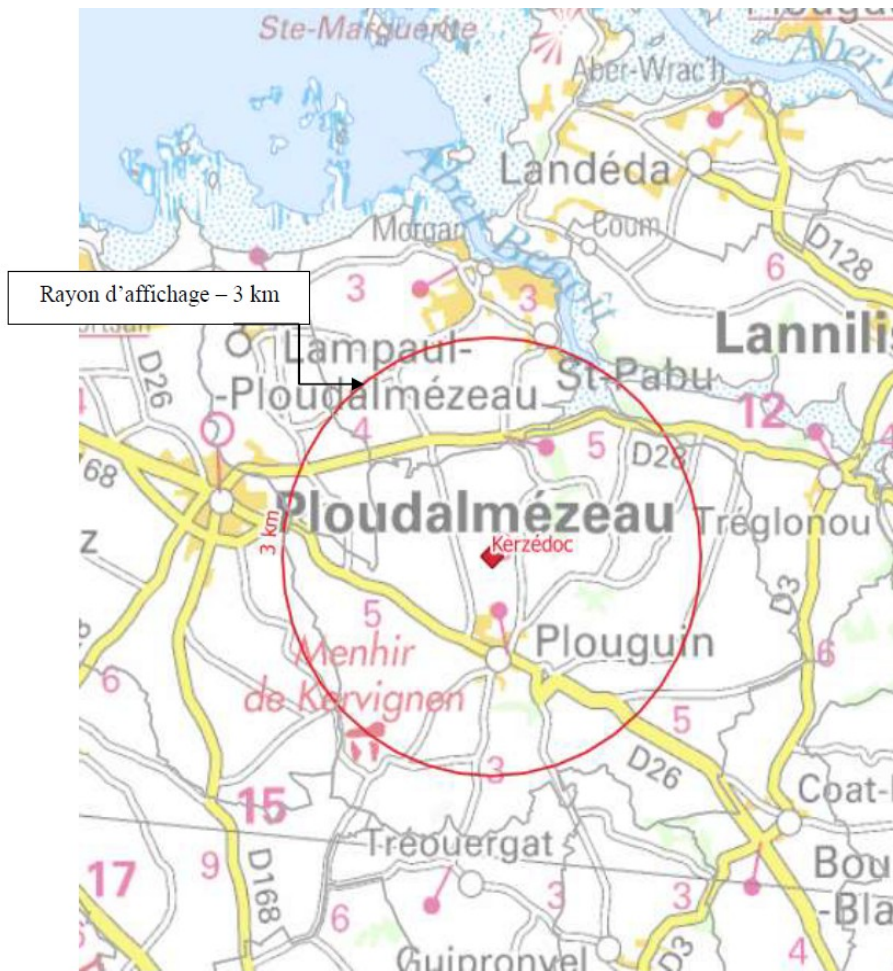 Ste-Marguerite
Aber-Wrac'h
Landéda
Aber Benoît
Morgan
Coum
D128
6
3
3
Rayon d'affichage – 3 km
Lannilis
D26
Lampaul-
-Ploudalmézeau
St-Pabu
12
4
4
4
5
D28
68
Ploudalmézeau
Tréglonou
3 km
Kerzédoc
z
D3
5
Plouguin
Menhir
de Kervignen
6
6
5
3
D26
15
Coat-
Tréouergat
9
D168
17
Bou
-Bla
6
3
3
D3
4
Guipronvel